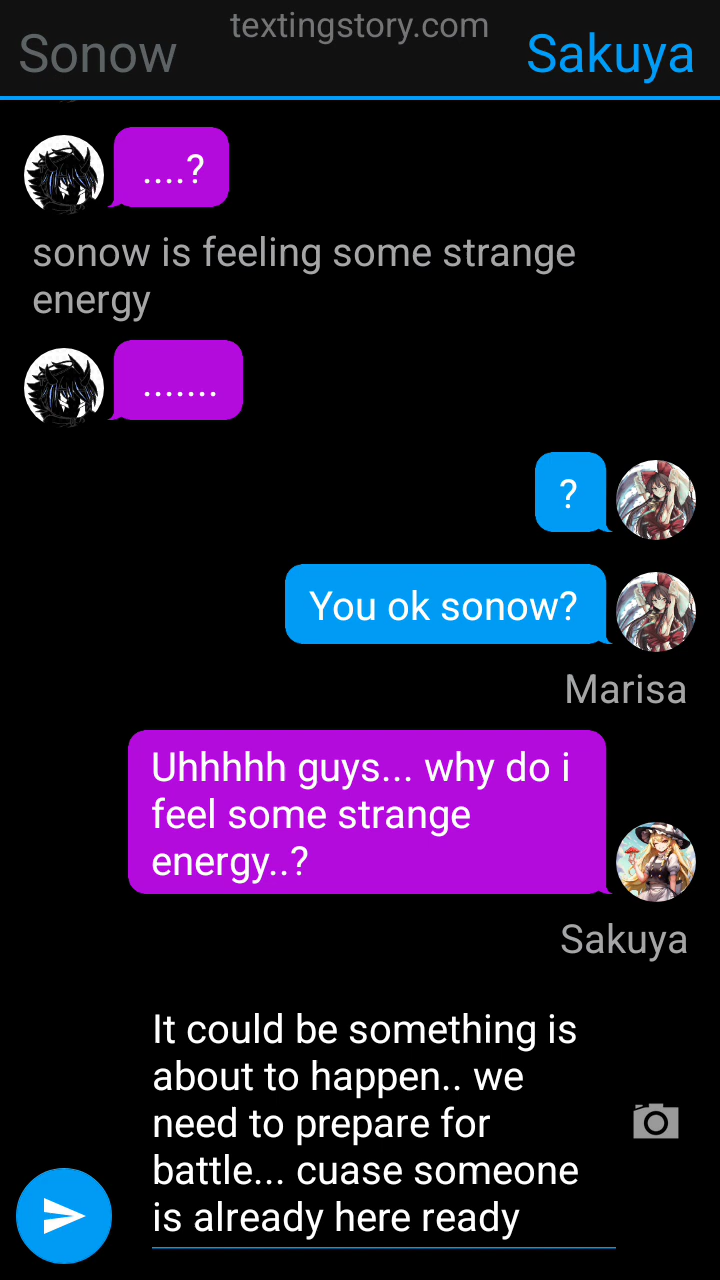 textingstory.com
Sonow
Sakuya
....?
sonow is feeling some strange
energy
.......
?
You ok sonow?
Marisa
Uhhhhh guys... why do i
feel some strange
energy..?
Sakuya
It could be something is
about to happen.. we
need to prepare for
battle... cuase someone
is already here ready